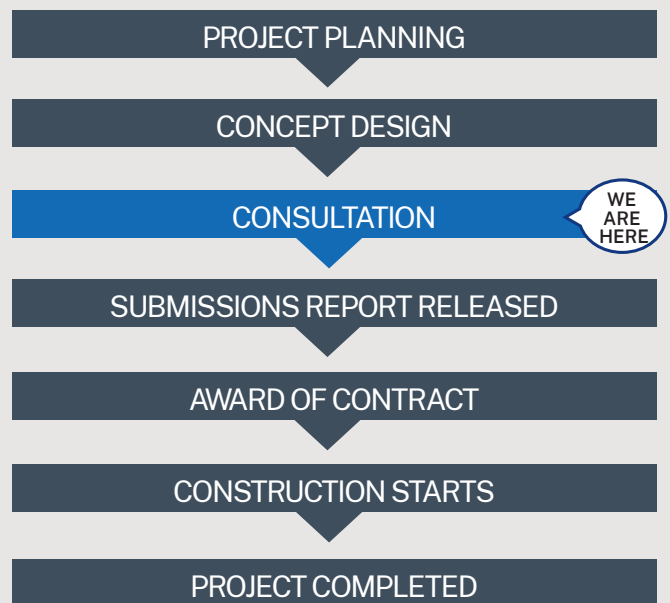 PROJECT PLANNING
CONCEPT DESIGN
CONSULTATION
WE
ARE
HERE
SUBMISSIONS REPORT RELEASED
AWARD OF CONTRACT
CONSTRUCTION STARTS
PROJECT COMPLETED